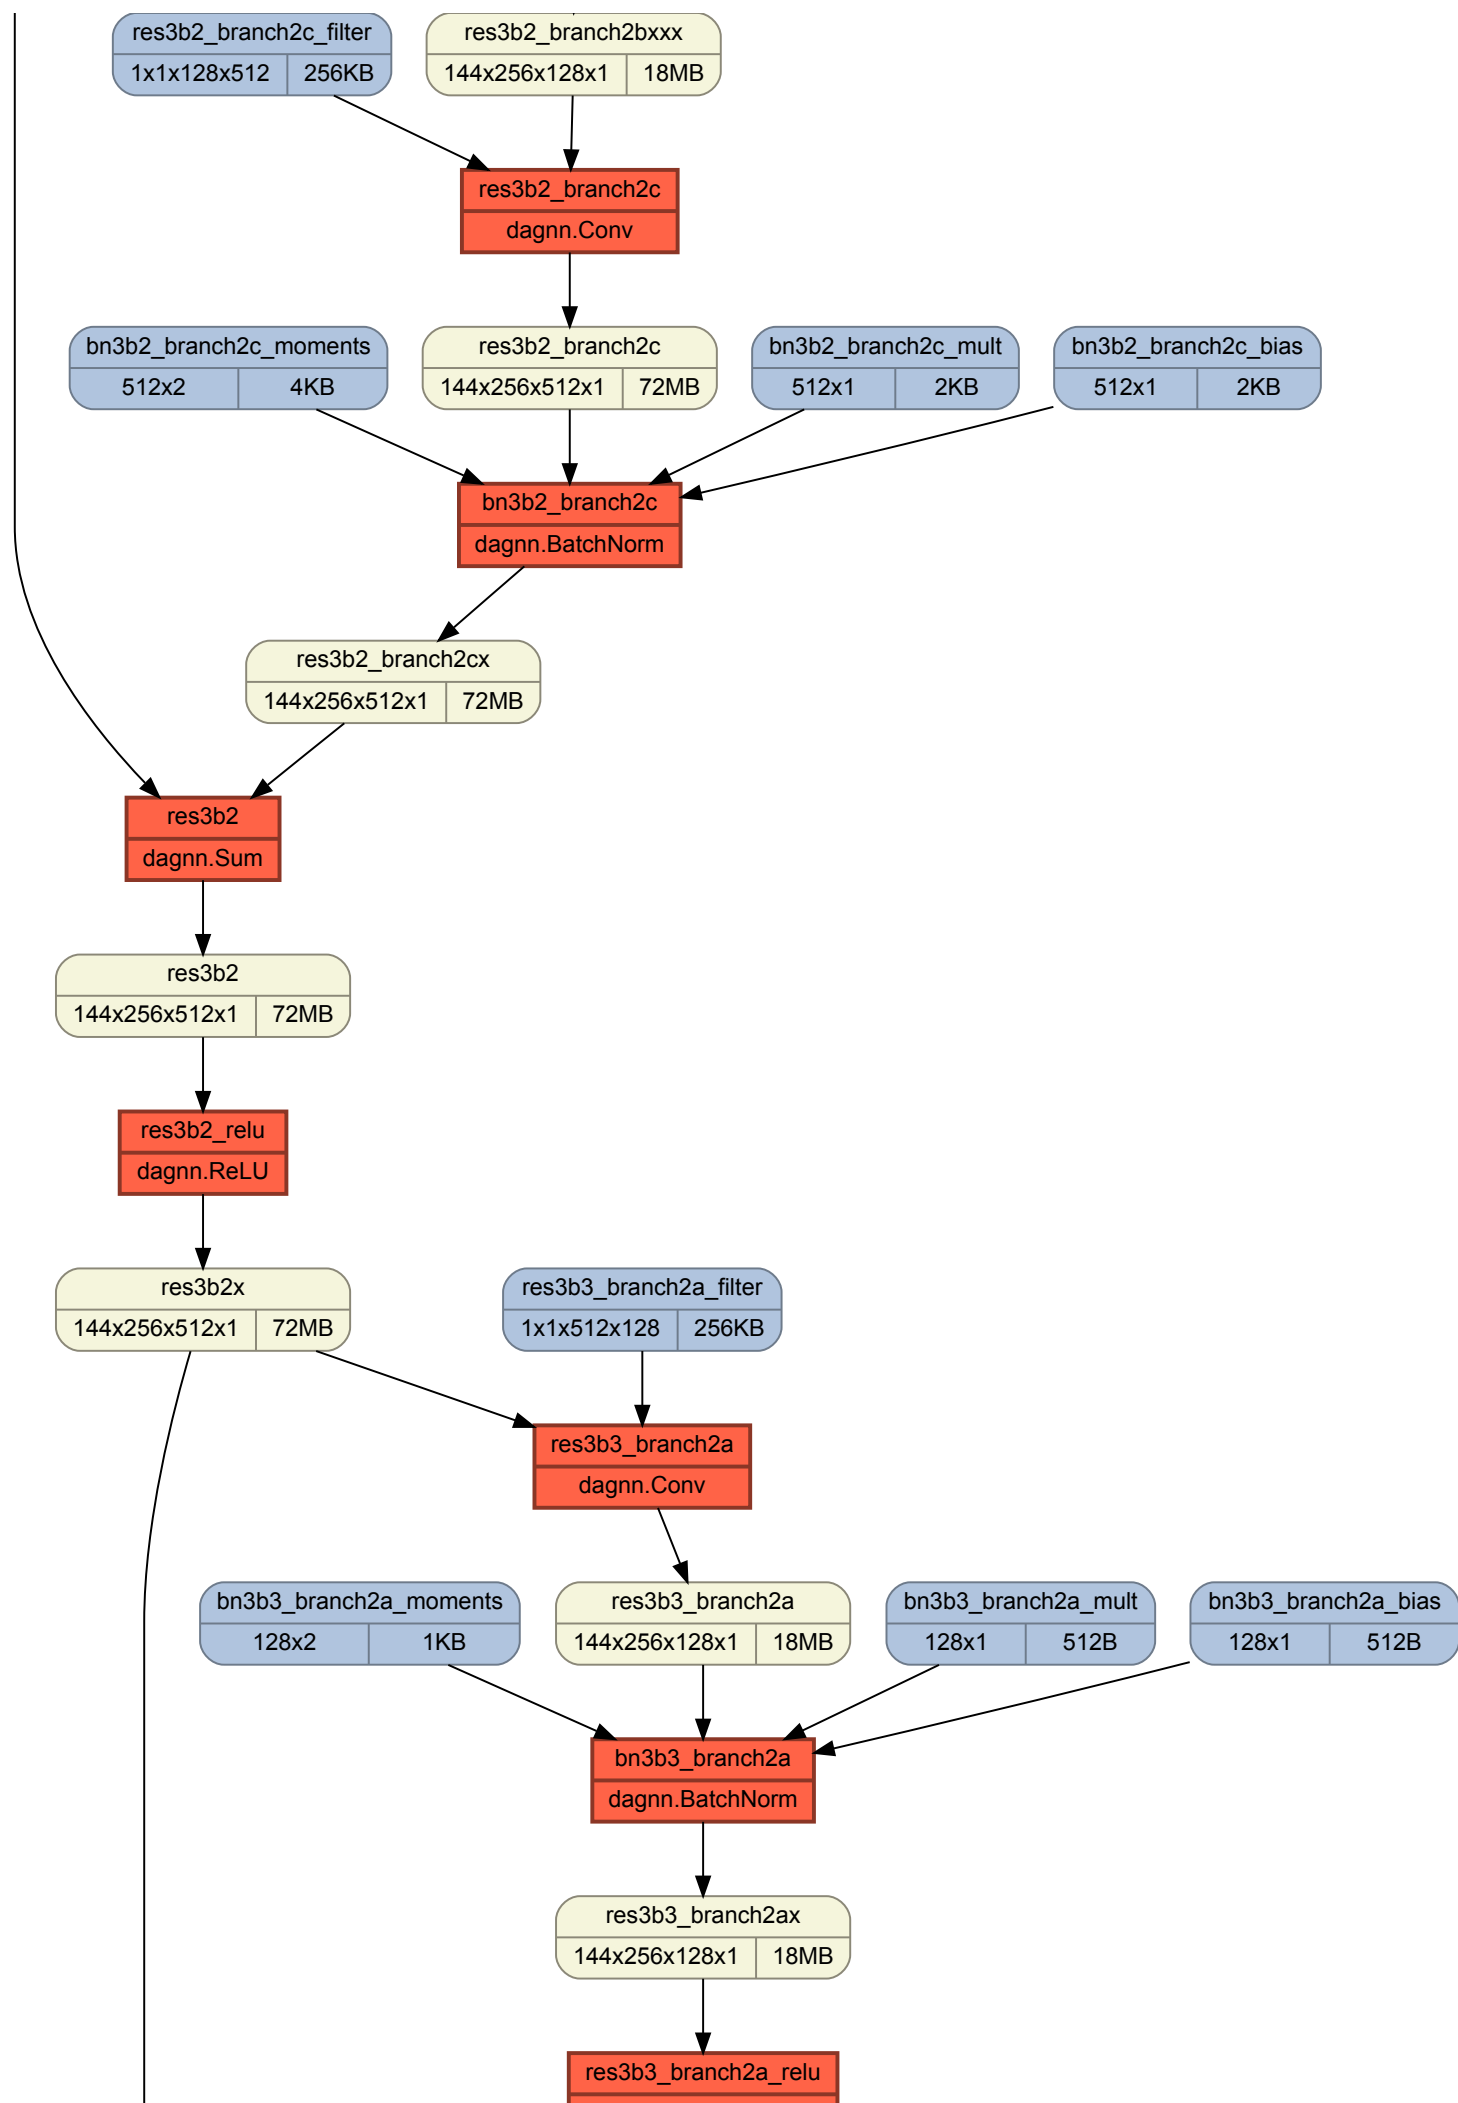 res3b2_branch2c_filter
1x1x128x512 256KB
res3b2_branch2bxxx
144x256x128x1 18MB
res3b2_branch2c
dagnn.Conv
bn3b2_branch2c_moments
512x2 4KB
res3b2_branch2c
144x256x512x1 72MB
bn3b2_branch2c_mult
512x1 2KB
bn3b2_branch2c_bias
512x1 2KB
bn3b2_branch2c
dagnn.BatchNorm
res3b2_branch2cx
144x256x512x1 72MB
res3b2
dagnn.Sum
res3b2
144x256x512x1 72MB
res3b2_relu
dagnn.ReLU
res3b2x
144x256x512x1 72MB
res3b3_branch2a_filter
1x1x512x128 256KB
res3b3_branch2a
dagnn.Conv
bn3b3_branch2a_moments
128x2 1KB
res3b3_branch2a
144x256x128x1 18MB
bn3b3_branch2a_mult
128x1 512B
bn3b3_branch2a_bias
128x1 512B
bn3b3_branch2a
dagnn.BatchNorm
res3b3_branch2ax
144x256x128x1 18MB
res3b3_branch2a_relu